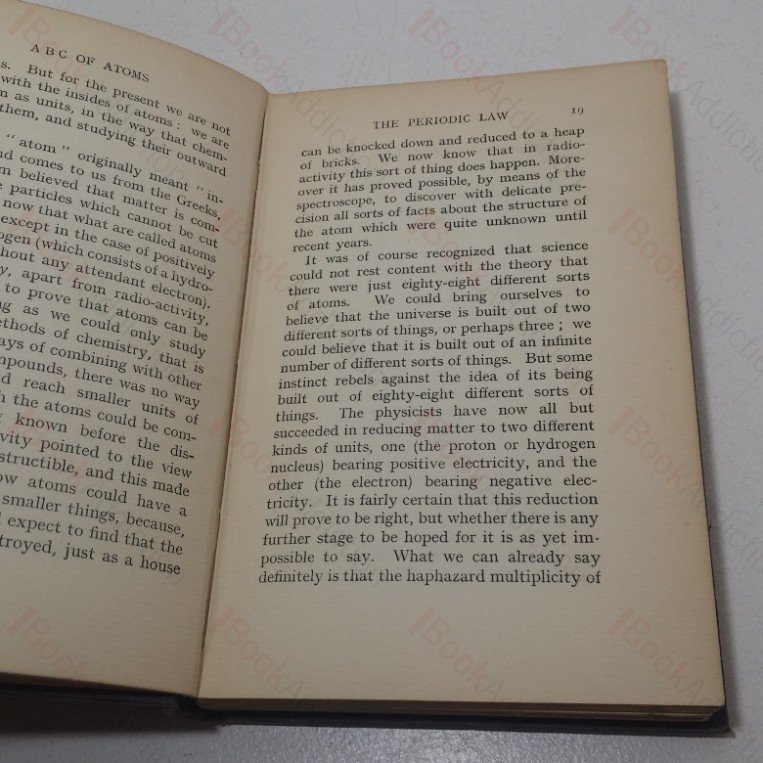 A B C OF ATOMS
s. But for the present we are not
with the insides of atoms: we are
m as units, in the way that chem-
them, and studying their outward
" atom " originally meant " in-
nd comes to us from the Greeks,
m believed that matter is com-
e particles which cannot be cut
now that what are called atoms
except in the case of positively
ogen (which consists of a hydro-
thout any attendant electron).
y, apart from radio-activity,
to prove that atoms can be
ng as we could only study
ethods of chemistry, that is
ays of combining with other
mpounds, there was no way
d reach smaller units of
h the atoms could be com-
g known before the dis-
ivity pointed to the view
structible, and this made
ow atoms could have a
smaller things, because,
l expect to find that the
troyed, just as a house
THE PERIODIC LAW 19
can be knocked down and reduced to a heap
of bricks. We now know that in radio-
activity this sort of thing does happen. More-
over it has proved possible, by means of the
spectroscope, to discover with delicate pre-
cision all sorts of facts about the structure of
the atom which were quite unknown until
recent years.
It was of course recognized that science
could not rest content with the theory that
there were just eighty-eight different sorts
of atoms. We could bring ourselves to
believe that the universe is built out of two
different sorts of things, or perhaps three; we
could believe that it is built out of an infinite
number of different sorts of things. But some
instinct rebels against the idea of its being
built out of eighty-eight different sorts of
things. The physicists have now all but
succeeded in reducing matter to two different
kinds of units, one (the proton or hydrogen
nucleus) bearing positive electricity, and the
other (the electron) bearing negative elec-
tricity. It is fairly certain that this reduction
will prove to be right, but whether there is any
further stage to be hoped for it is as yet im-
possible to say. What we can already say
definitely is that the haphazard multiplicity of